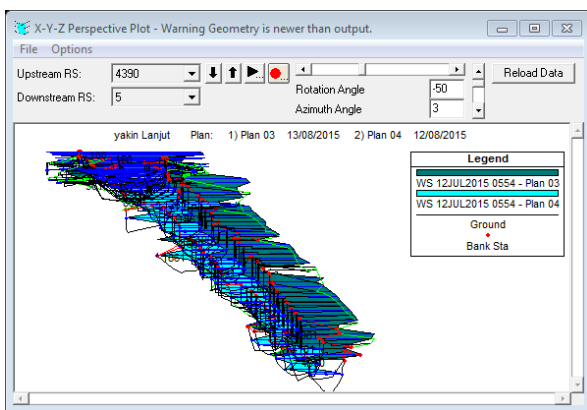 X-Y-Z Perspective Plot - Warning Geometry is newer than output.
File Options
Upstream RS: 4390
Downstream RS: 5
Rotation Angle -50
Azimuth Angle 3
Reload Data
yakin Lanjut Plan: 1) Plan 03 13/08/2015 2) Plan 04 12/08/2015
Legend
WS 12JUL2015 0554 - Plan 03
WS 12JUL2015 0554 - Plan 04
Ground
Bank Sta